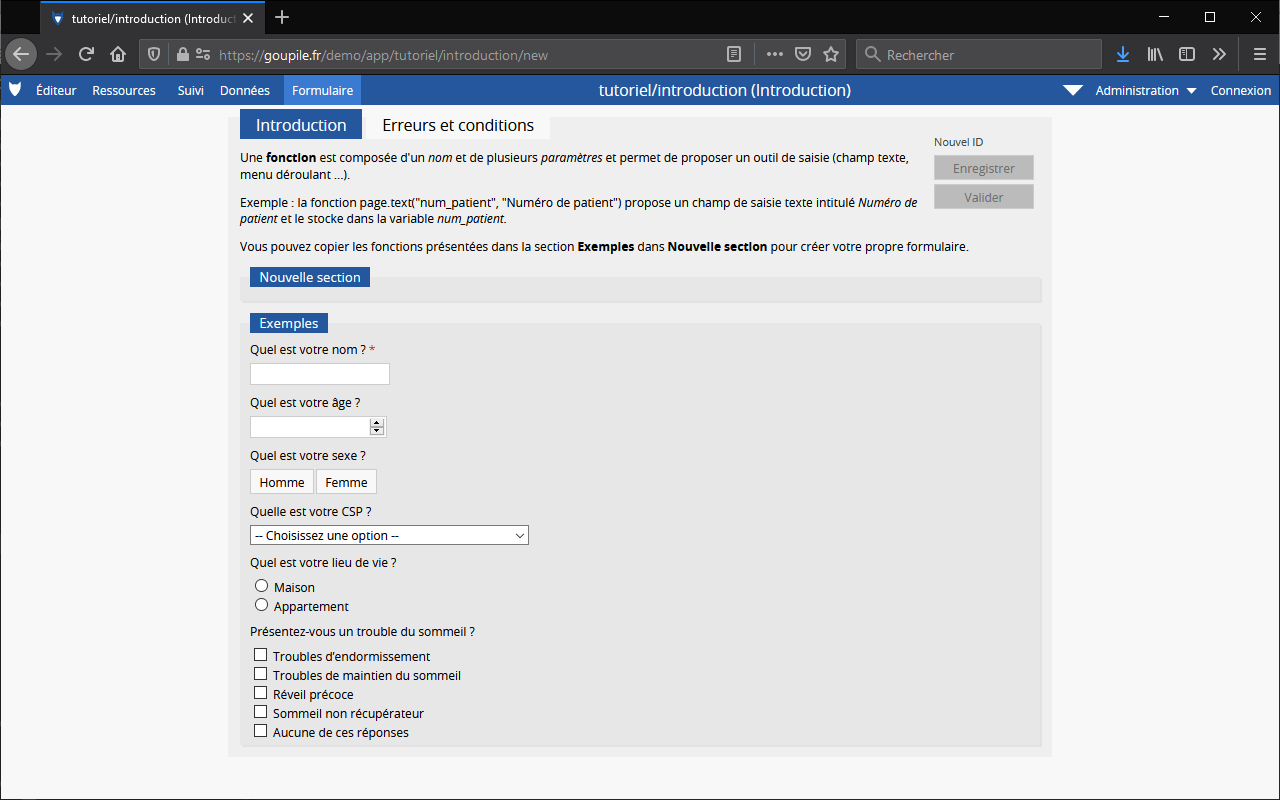 tutoriel/introduction (Introduct
https://goupile.fr/demo/app/tutoriel/introduction/new
Rechercher
Éditeur Ressources Suivi Données Formulaire tutoriel/introduction (Introduction) Administration Connexion
Introduction Erreurs et conditions
Nouvel ID
Enregistrer
Valider
Une fonction est composée d'un nom et de plusieurs paramètres et permet de proposer un outil de saisie (champ texte,
menu déroulant ...).
Exemple : la fonction page.text("num_patient", "Numéro de patient") propose un champ de saisie texte intitulé Numéro de
patient et le stocke dans la variable num_patient.
Vous pouvez copier les fonctions présentées dans la section Exemples dans Nouvelle section pour créer votre propre formulaire.
Nouvelle section
Exemples
Quel est votre nom ? *
Quel est votre âge ?
Quel est votre sexe ?
Homme Femme
Quelle est votre CSP ?
-- Choisissez une option --
Quel est votre lieu de vie ?
Maison
Appartement
Présentez-vous un trouble du sommeil ?
Troubles d’endormissement
Troubles de maintien du sommeil
Réveil précoce
Sommeil non récupérateur
Aucune de ces réponses